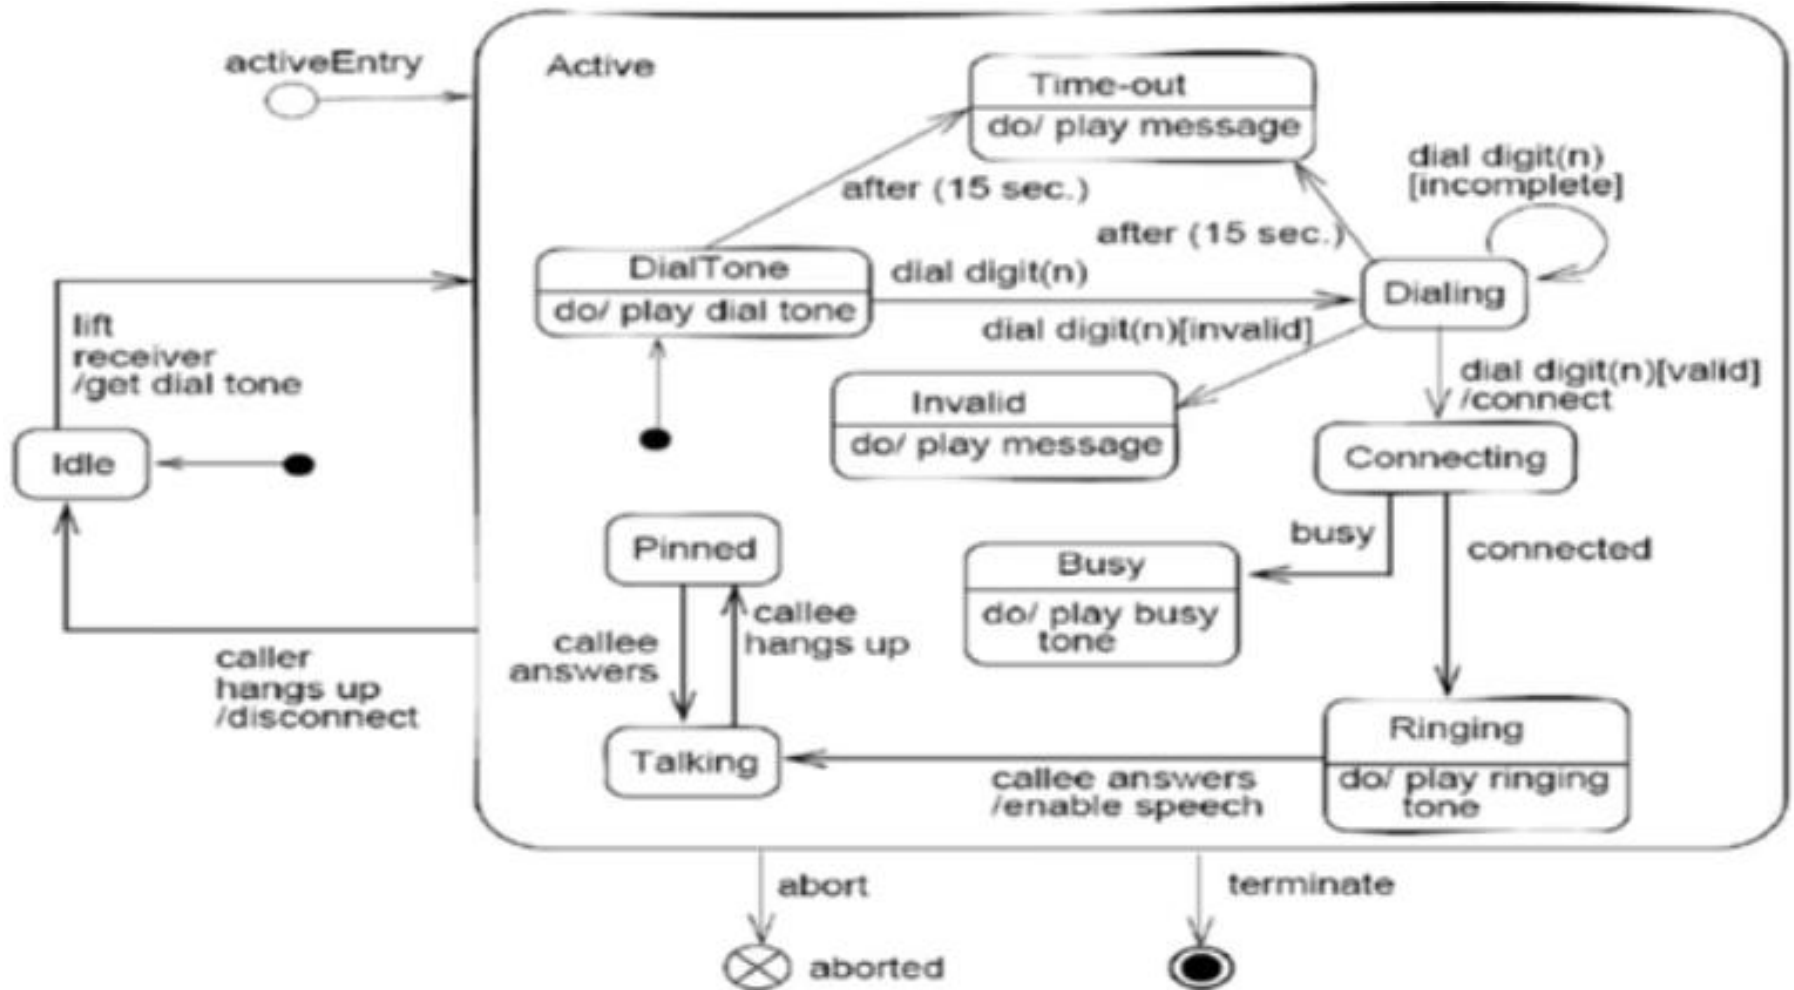 activeEntry
Active
Time-out
do/ play message
dial digit(n)
[incomplete]
after (15 sec.)
after (15 sec.)
DialTone
do/ play dial tone
dial digit(n)
Dialing
dial digit(n)[invalid]
lift
receiver
/get dial tone
dial digit(n)[valid]
/connect
Invalid
do/ play message
Idle
Connecting
Pinned
busy
connected
Busy
do/ play busy
tone
callee
answers
callee
hangs up
caller
hangs up
/disconnect
Talking
callee answers
/enable speech
Ringing
do/ play ringing
tone
abort
terminate
aborted